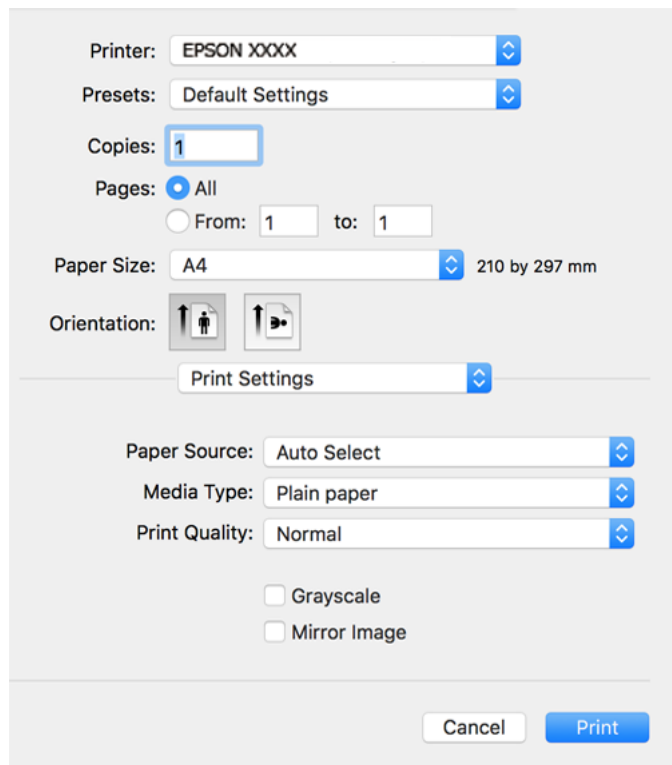 Printer: EPSON XXXX
Presets: Default Settings
Copies: 1
Pages: All
From: 1 to: 1
Paper Size: A4 210 by 297 mm
Orientation:
Print Settings
Paper Source: Auto Select
Media Type: Plain paper
Print Quality: Normal
Grayscale
Mirror Image
Cancel Print